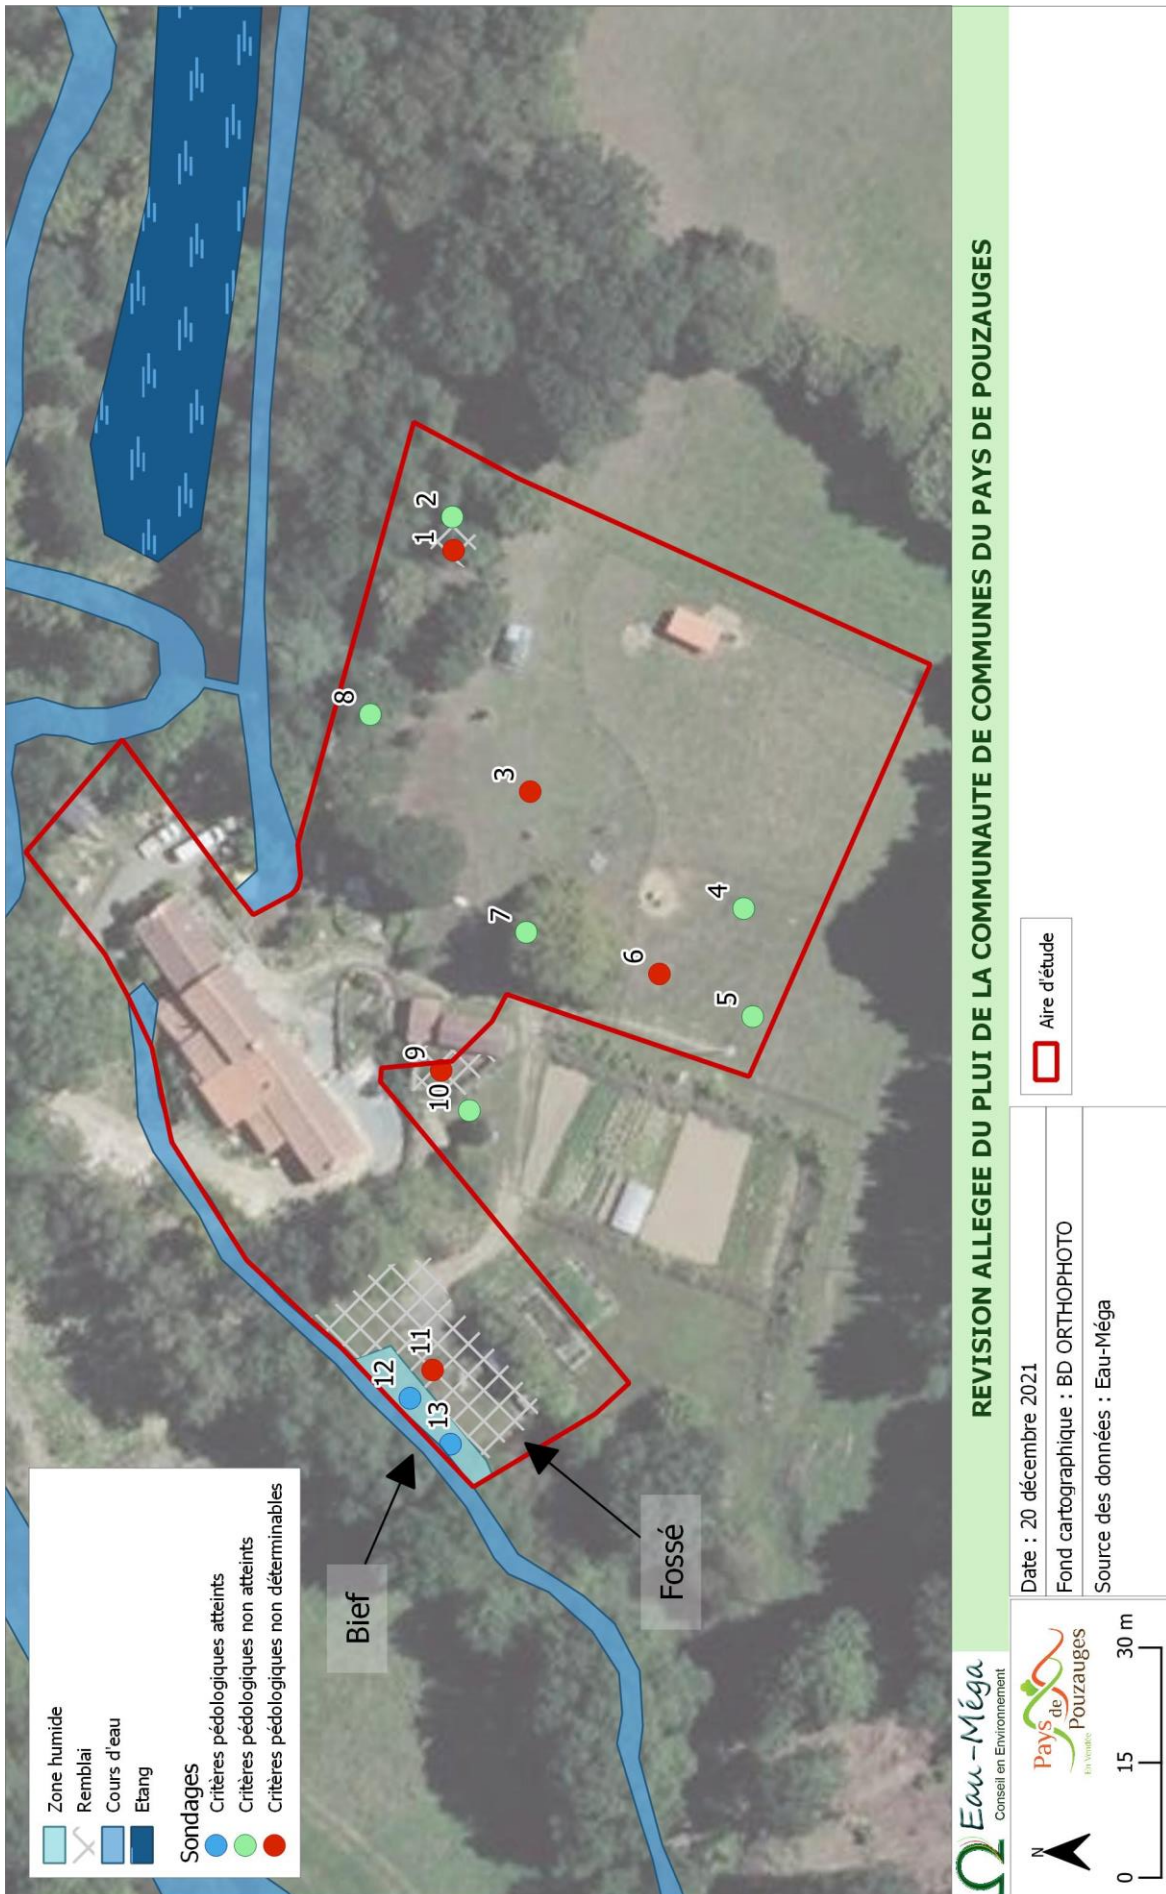 Zone humide
Remblai
Cours d'eau
Etang
Sondages
Critères pédologiques atteints
Critères pédologiques non atteints
Critères pédologiques non déterminables
Bief
Fossé
13
12
11
10
9
5
6
7
4
3
8
1
2
Eau-Méga
Conseil en Environnement
REVISION ALLEGEE DU PLUI DE LA COMMUNAUTE DE COMMUNES DU PAYS DE POUZAUGES
N
0
15
30 m
Pays de
Pouzauges
En Vendée
Date : 20 décembre 2021
Fond cartographique : BD ORTHOPHOTO
Source des données : Eau-Méga
Aire d'étude